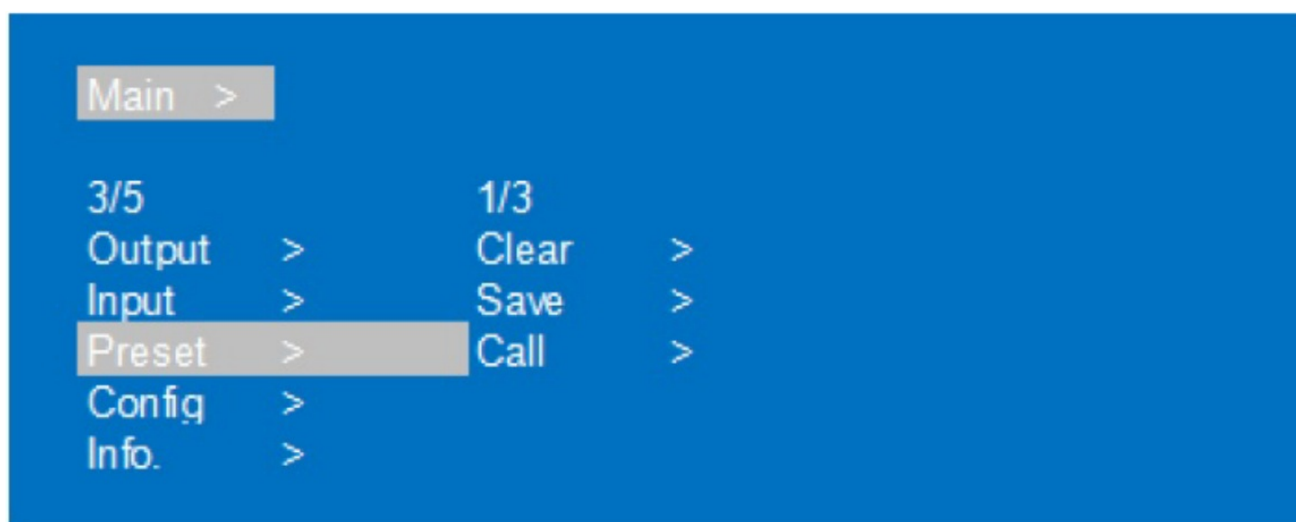 Main >
3/5 1/3
Output > Clear >
Input > Save >
Preset > Call >
Config >
Info. >